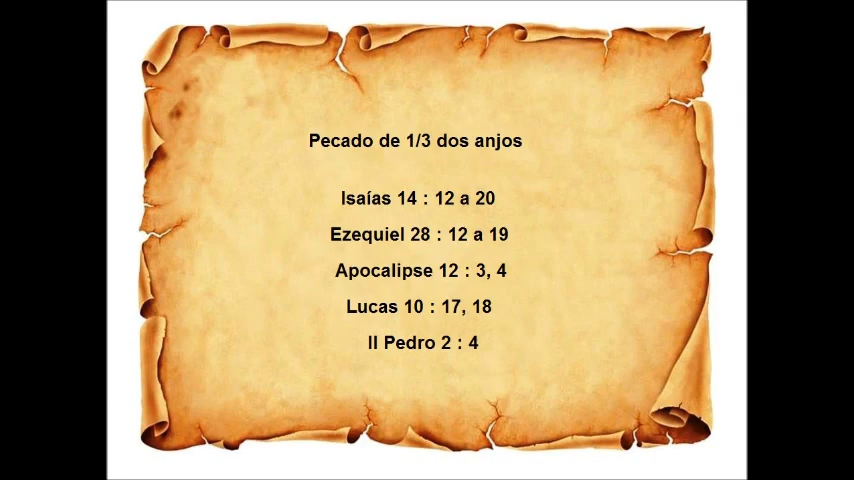 Pecado de 1/3 dos anjos
Isaías 14 : 12 a 20
Ezequiel 28 : 12 a 19
Apocalipse 12 : 3, 4
Lucas 10 : 17, 18
II Pedro 2 : 4